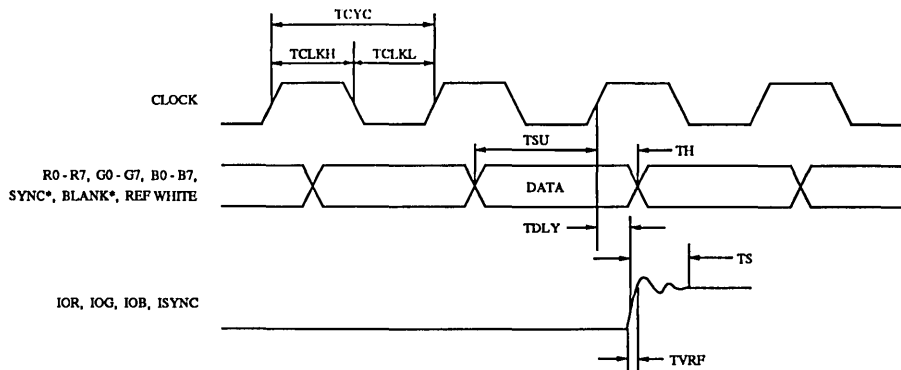 TCYC
TCLKH
TCLKL
CLOCK
TSU
TH
R0 - R7, G0 - G7, B0 - B7,
SYNC*, BLANK*, REF WHITE
DATA
TDLY
TS
IOR, IOG, IOB, ISYNC
TVRF